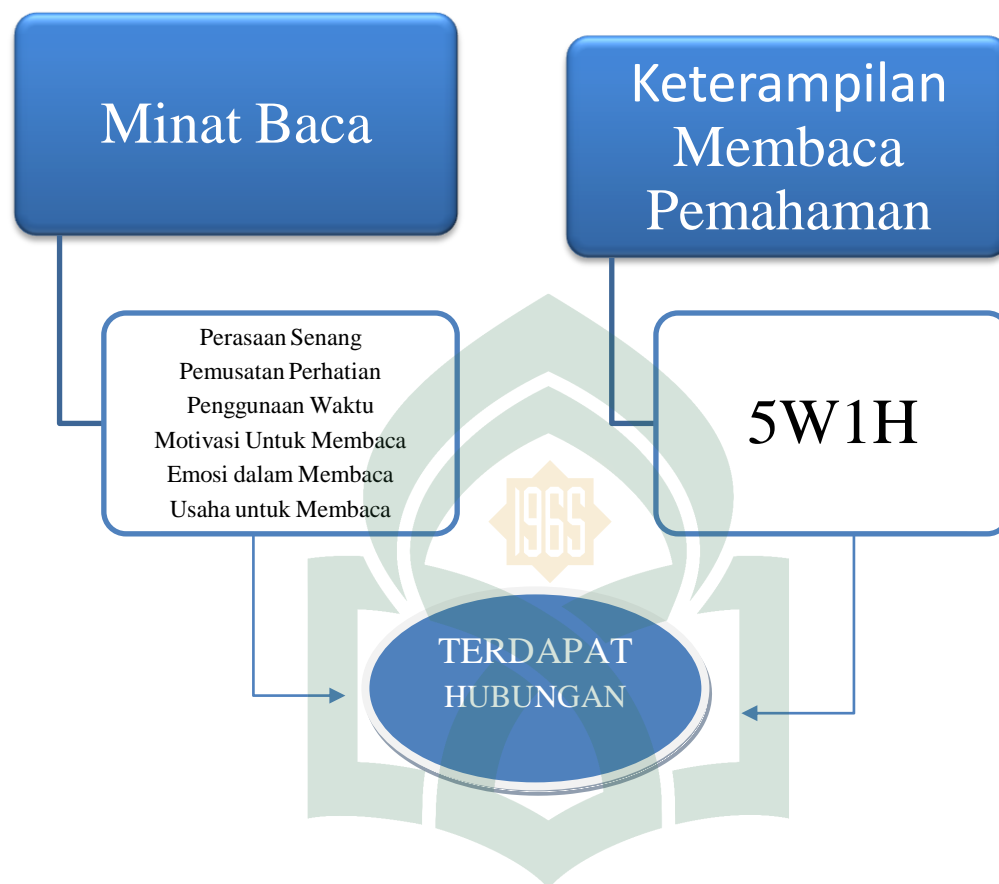 Minat Baca
Keterampilan
Membaca
Pemahaman
Perasaan Senang
Pemusatan Perhatian
Penggunaan Waktu
Motivasi Untuk Membaca
Emosi dalam Membaca
Usaha untuk Membaca
5W1H
1965
TERDAPAT
HUBUNGAN